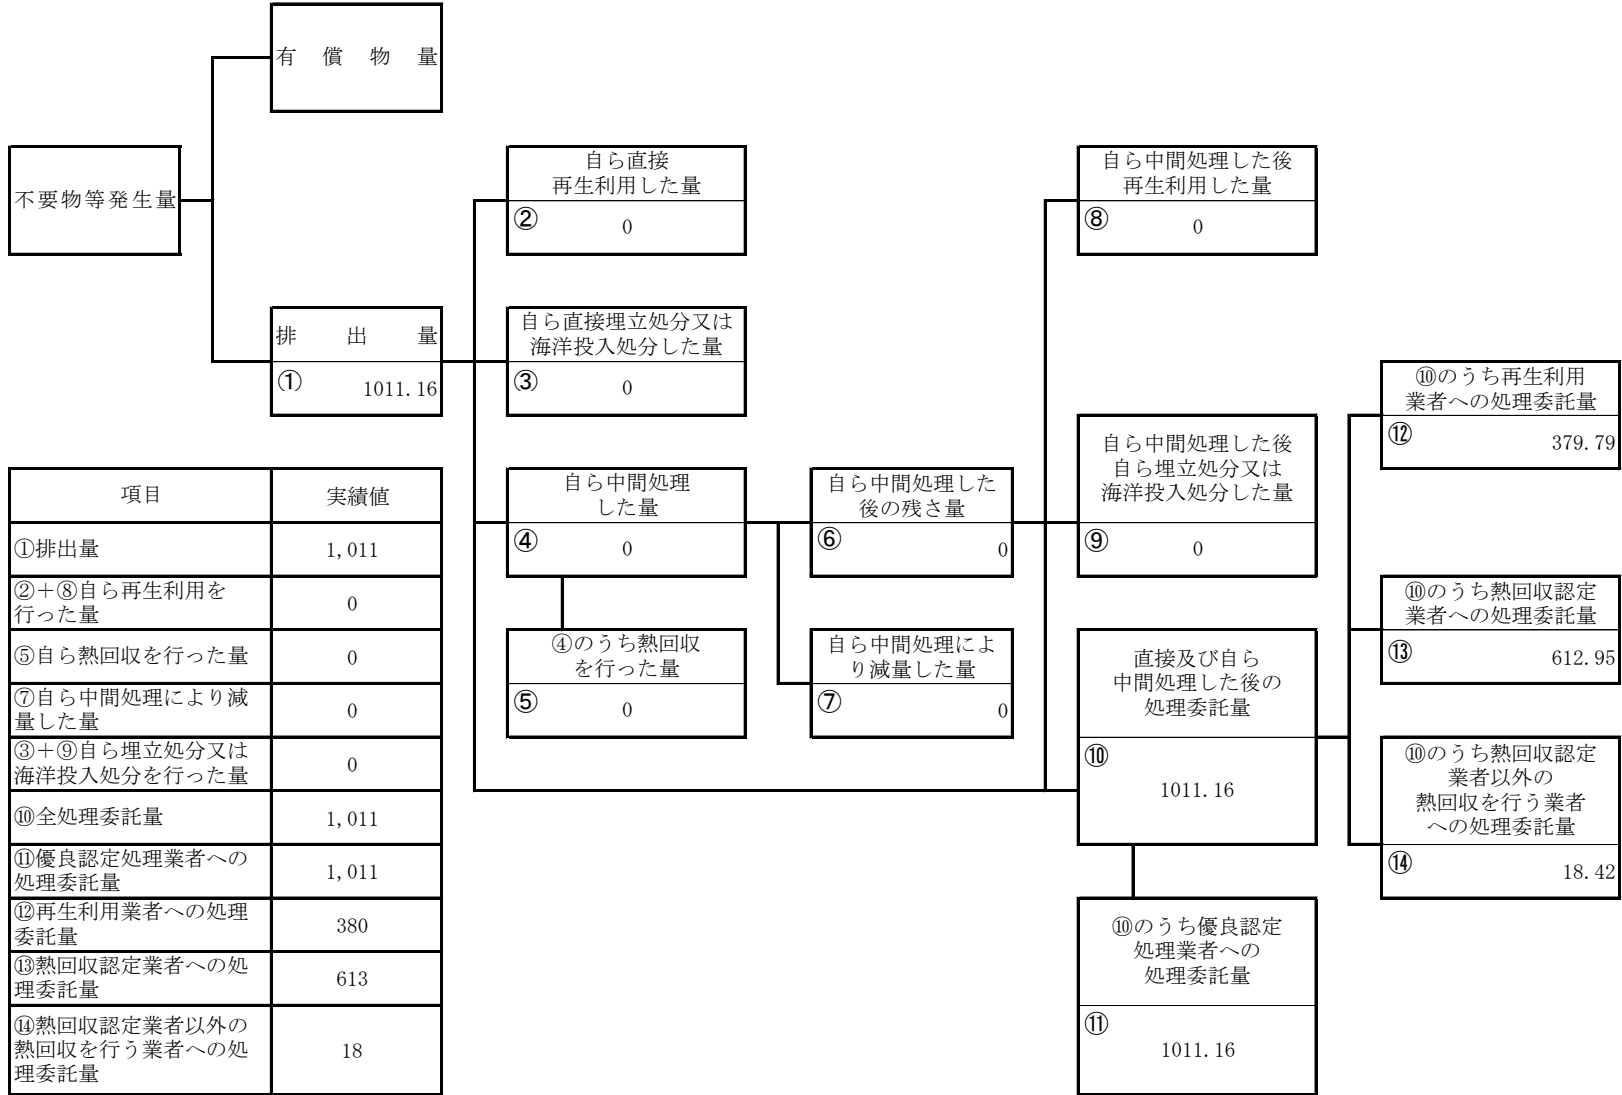 有償物量
不要物等発生量
排出量
① 1011.16
自ら直接
再生利用した量
② 0
自ら直接埋立処分又は
海洋投入処分した量
③ 0
自ら中間処理
した量
④ 0
④のうち熱回収
を行った量
⑤ 0
自ら中間処理した
後の残さ量
⑥ 0
自ら中間処理によ
り減量した量
⑦ 0
自ら中間処理した後
再生利用した量
⑧ 0
自ら中間処理した後
自ら埋立処分又は
海洋投入処分した量
⑨ 0
直接及び自ら
中間処理した後の
処理委託量
⑩
1011.16
⑩のうち優良認定
処理業者への
処理委託量
⑪
1011.16
⑩のうち再生利用
業者への処理委託量
⑫ 379.79
⑩のうち熱回収認定
業者への処理委託量
⑬ 612.95
⑩のうち熱回収認定
業者以外の
熱回収を行う業者
への処理委託量
⑭ 18.42
項目 実績値
①排出量 1,011
②＋⑧自ら再生利用を
行った量 0
⑤自ら熱回収を行った量 0
⑦自ら中間処理により減
量した量 0
③＋⑨自ら埋立処分又は
海洋投入処分を行った量 0
⑩全処理委託量 1,011
⑪優良認定処理業者への
処理委託量 1,011
⑫再生利用業者への処理
委託量 380
⑬熱回収認定業者への処
理委託量 613
⑭熱回収認定業者以外の
熱回収を行う業者への処
理委託量 18